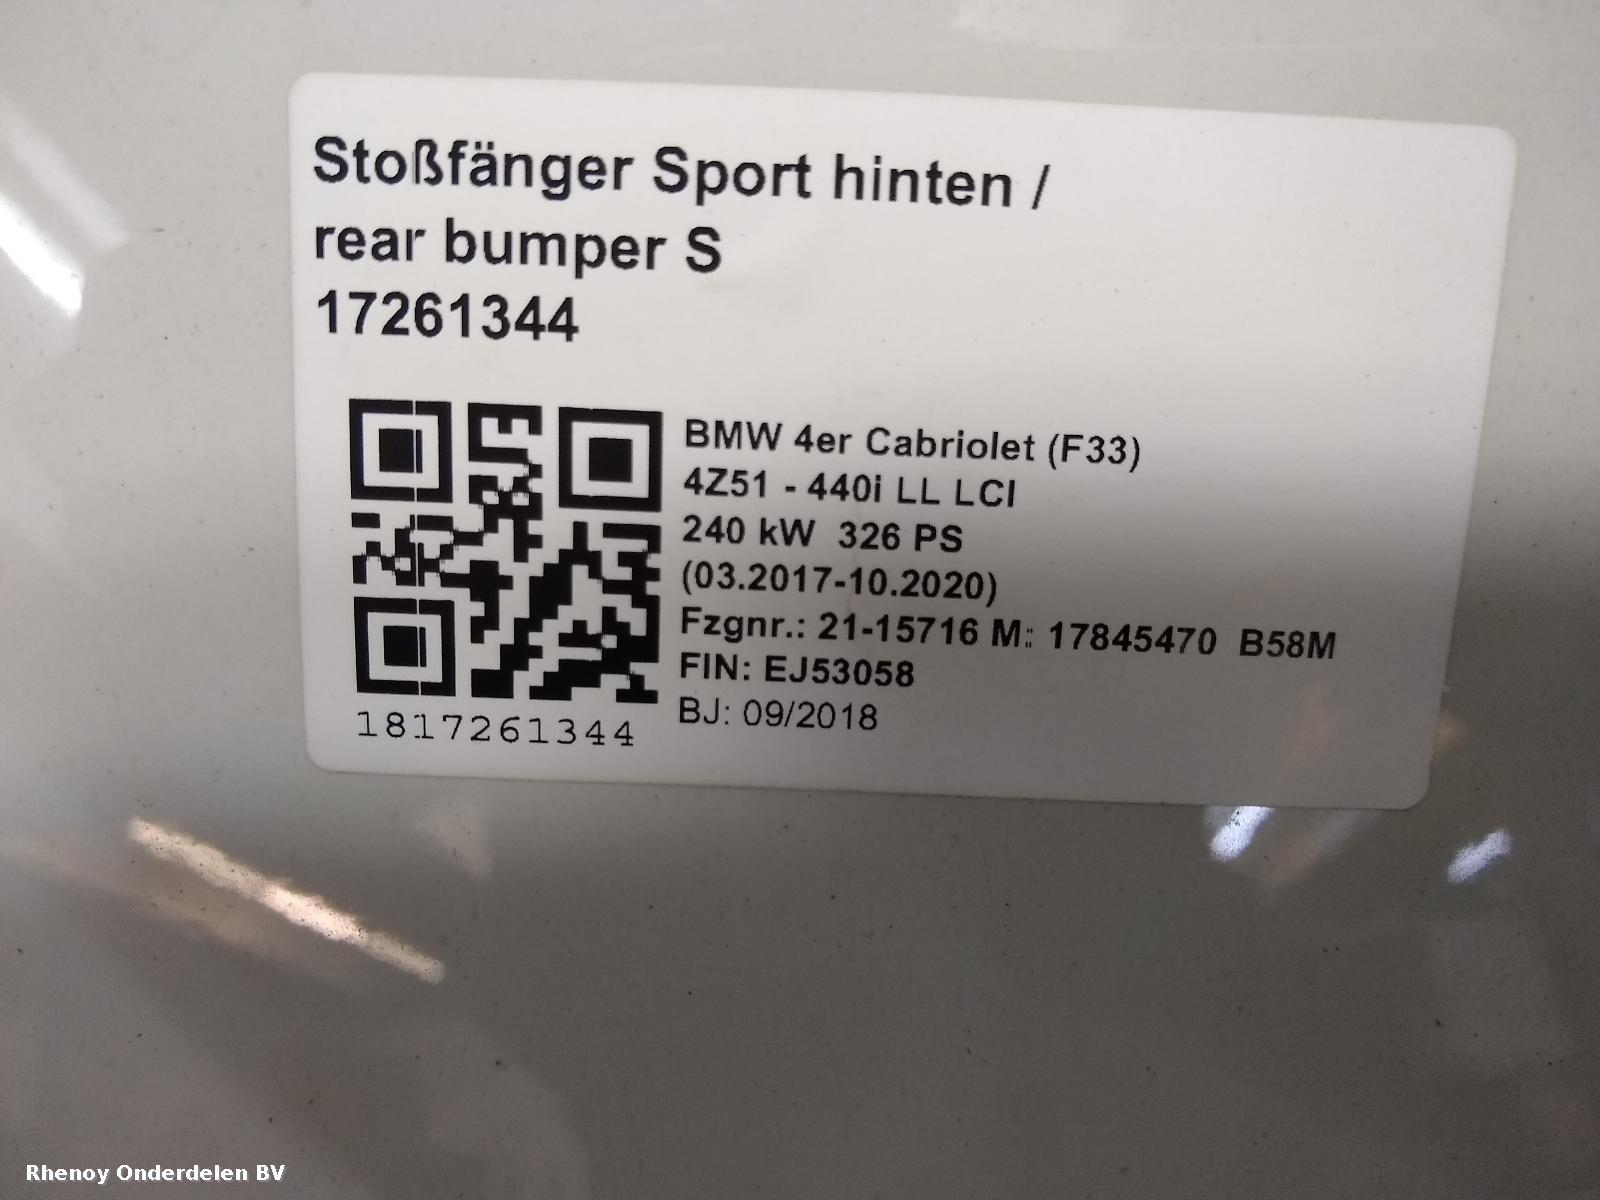 Stoßfänger Sport hinten /
rear bumper S
17261344
BMW 4er Cabriolet (F33)
4Z51 - 440i LL LCI
240 kW 326 PS
(03.2017-10.2020)
Fzgnr.: 21-15716 M: 17845470 B58M
FIN: EJ53058
BJ: 09/2018
1817261344
Rhenoy Onderdelen BV